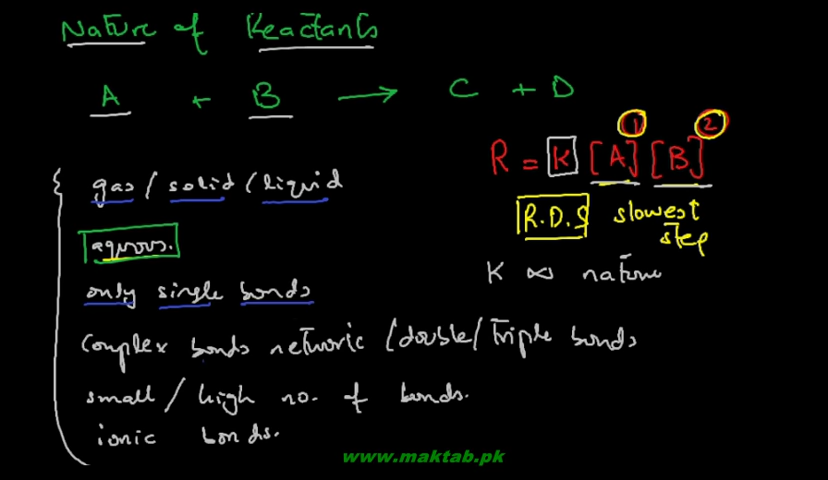 Nature of Reactants
A + B → C + D
R = K [A]¹ [B]²
gas / solid / liquid
R.D.S slowest step
aqueous.
K ∝ nature
only single bonds
complex bonds networic / double / Triple bonds
small / high no. of bonds.
ionic bonds.
www.maktab.pk